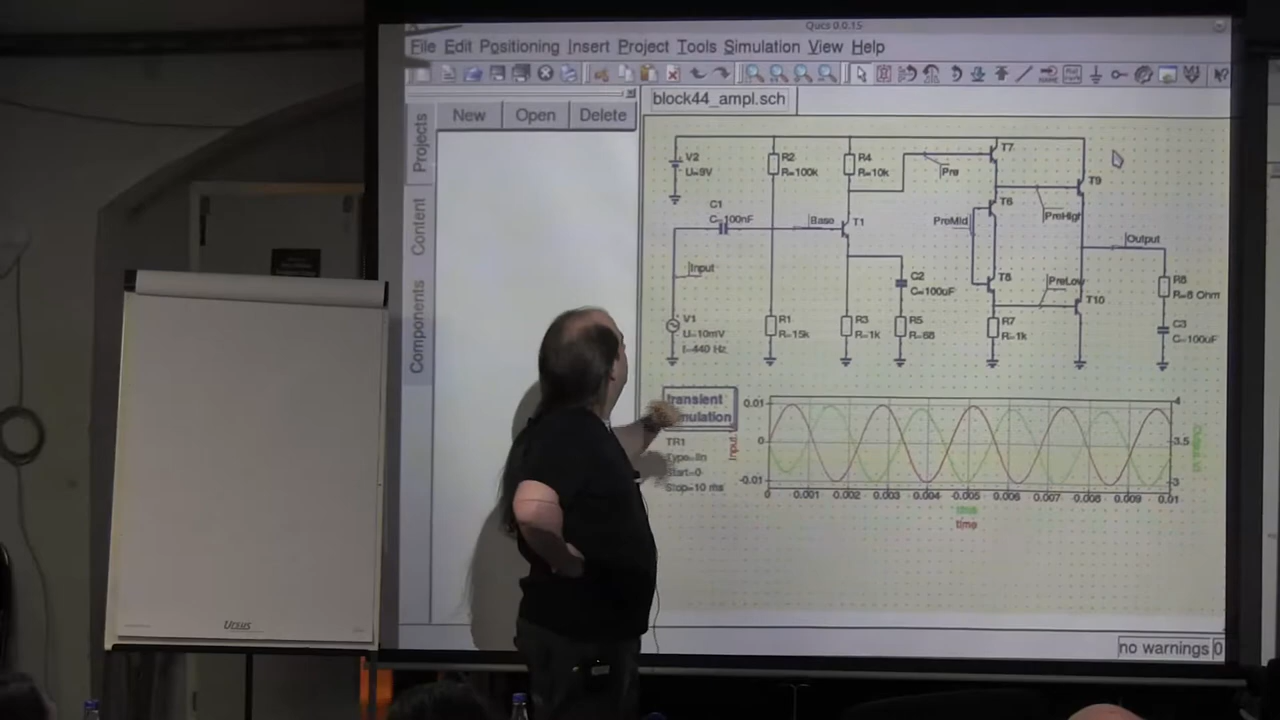 Qucs 0.0.15
File Edit Positioning Insert Project Tools Simulation View Help
block44_ampl.sch
New Open Delete
Projects
Content
Components
V2
U=9V
R2
R=100k
R4
R=10k
Pre
T7
T9
C1
C=100nF
Base
T1
PreMid
T6
PreHigh
Output
Input
C2
C=100uF
T8
PreLow
T10
R8
R=8 Ohm
V1
U=10mV
f=440 Hz
R1
R=15k
R3
R=1k
R5
R=68
R7
R=1k
C3
C=100uF
transient
simulation
TR1
Type=lin
Start=0
Stop=10 ms
0.01
0
-0.01
Input
4
3.5
3
0 0.001 0.002 0.003 0.004 0.005 0.006 0.007 0.008 0.009 0.01
time
time
no warnings 0